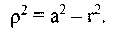 ρ² = a² – r².